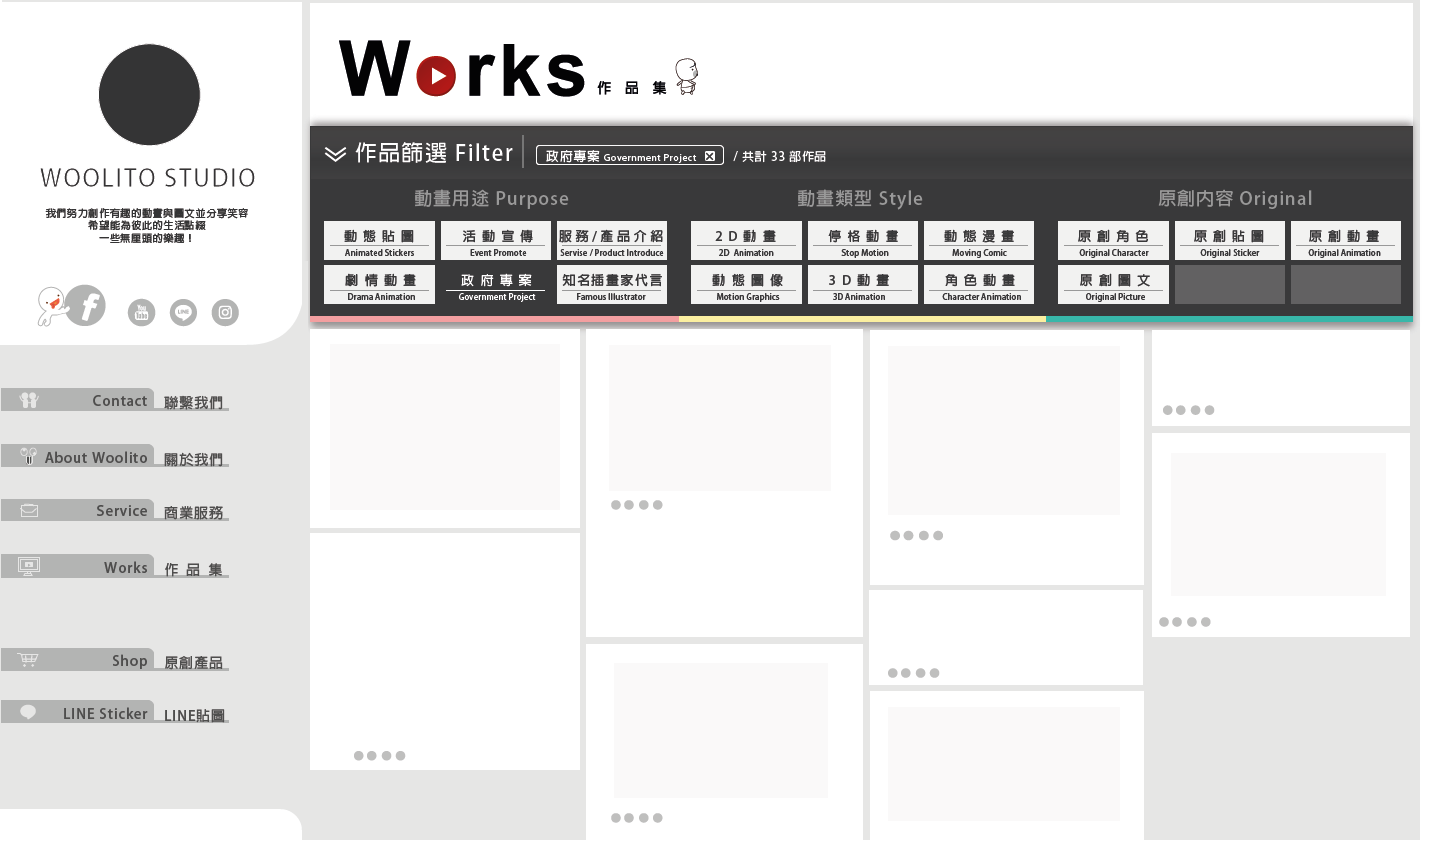 WOOLITO STUDIO
我們努力創作有趣的動畫與圖文並分享笑容
希望能為彼此的生活點綴
一些無厘頭的樂趣！
You Tube
LINE
Contact 聯繫我們
About Woolito 關於我們
Service 商業服務
Works 作品集
Shop 原創產品
LINE Sticker LINE貼圖
Works 作品集
作品篩選 Filter 政府專案 Government Project / 共計 33 部作品
動畫用途 Purpose
動態貼圖
Animated Stickers
活動宣傳
Event Promote
服務/產品介紹
Servise / Product Introduce
劇情動畫
Drama Animation
政府專案
Government Project
知名插畫家代言
Famous Illustrator
動畫類型 Style
2D動畫
2D Animation
停格動畫
Stop Motion
動態漫畫
Moving Comic
動態圖像
Motion Graphics
3D動畫
3D Animation
角色動畫
Character Animation
原創內容 Original
原創角色
Original Character
原創貼圖
Original Sticker
原創動畫
Original Animation
原創圖文
Original Picture